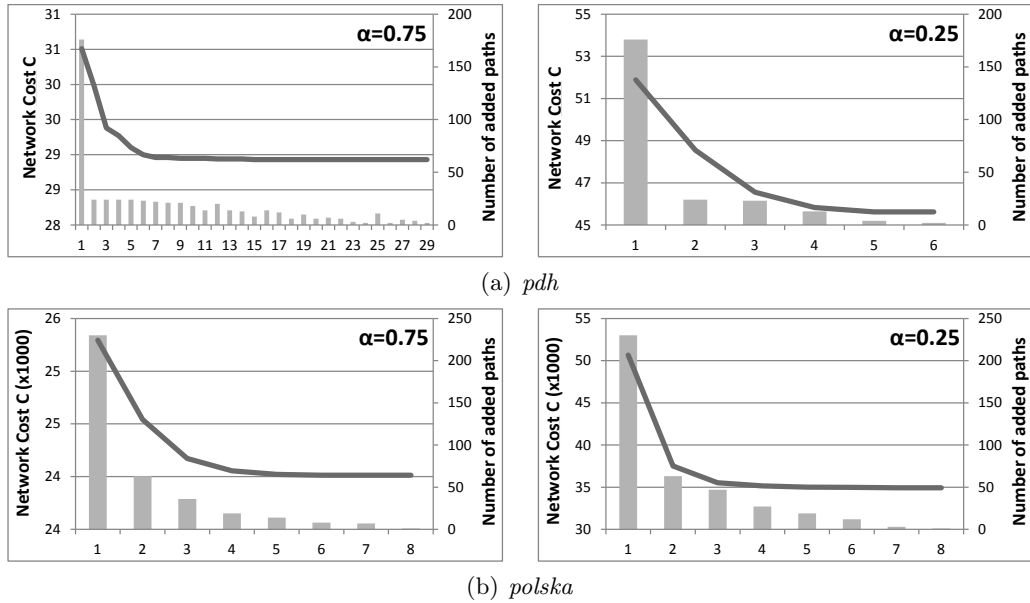 α=0.75
Network Cost C
31
31
30
30
29
29
28
28
200
150
100
50
0
Number of added paths
1 3 5 7 9 11 13 15 17 19 21 23 25 27 29
α=0.25
Network Cost C
55
53
51
49
47
45
200
150
100
50
0
Number of added paths
1 2 3 4 5 6
(a) pdh
α=0.75
Network Cost C (x1000)
26
25
25
24
24
250
200
150
100
50
0
Number of added paths
1 2 3 4 5 6 7 8
α=0.25
Network Cost C (x1000)
55
50
45
40
35
30
250
200
150
100
50
0
Number of added paths
1 2 3 4 5 6 7 8
(b) polska